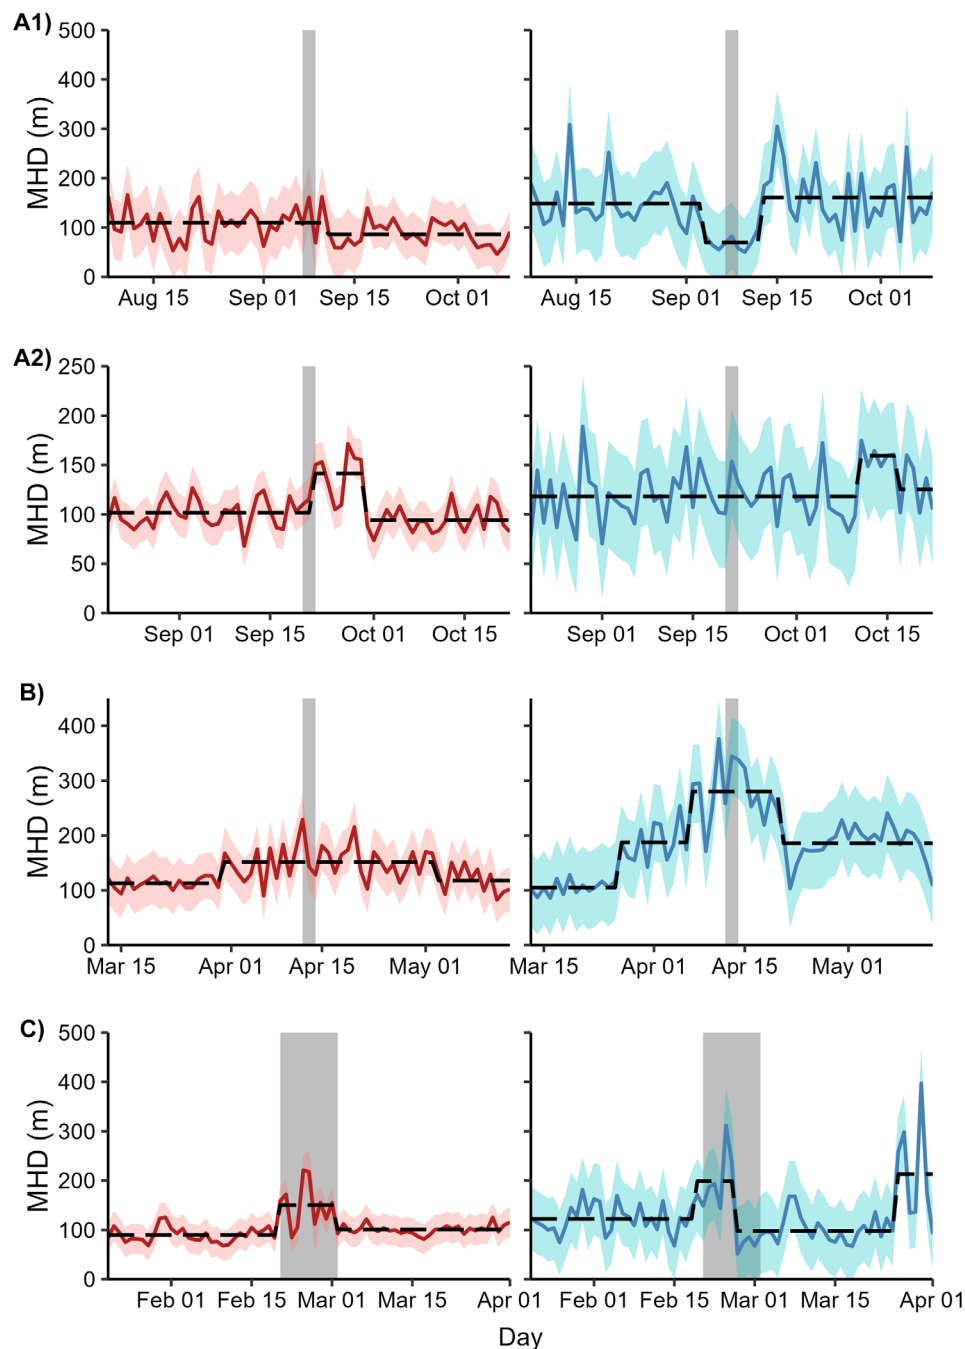 A1)
500
400
300
200
100
0
MHD (m)
Aug 15 Sep 01 Sep 15 Oct 01
Aug 15 Sep 01 Sep 15 Oct 01
A2)
250
200
150
100
50
0
MHD (m)
Sep 01 Sep 15 Oct 01 Oct 15
Sep 01 Sep 15 Oct 01 Oct 15
B)
400
300
200
100
0
MHD (m)
Mar 15 Apr 01 Apr 15 May 01
Mar 15 Apr 01 Apr 15 May 01
C)
500
400
300
200
100
0
MHD (m)
Feb 01 Feb 15 Mar 01 Mar 15 Apr 01
Feb 01 Feb 15 Mar 01 Mar 15 Apr 01
Day